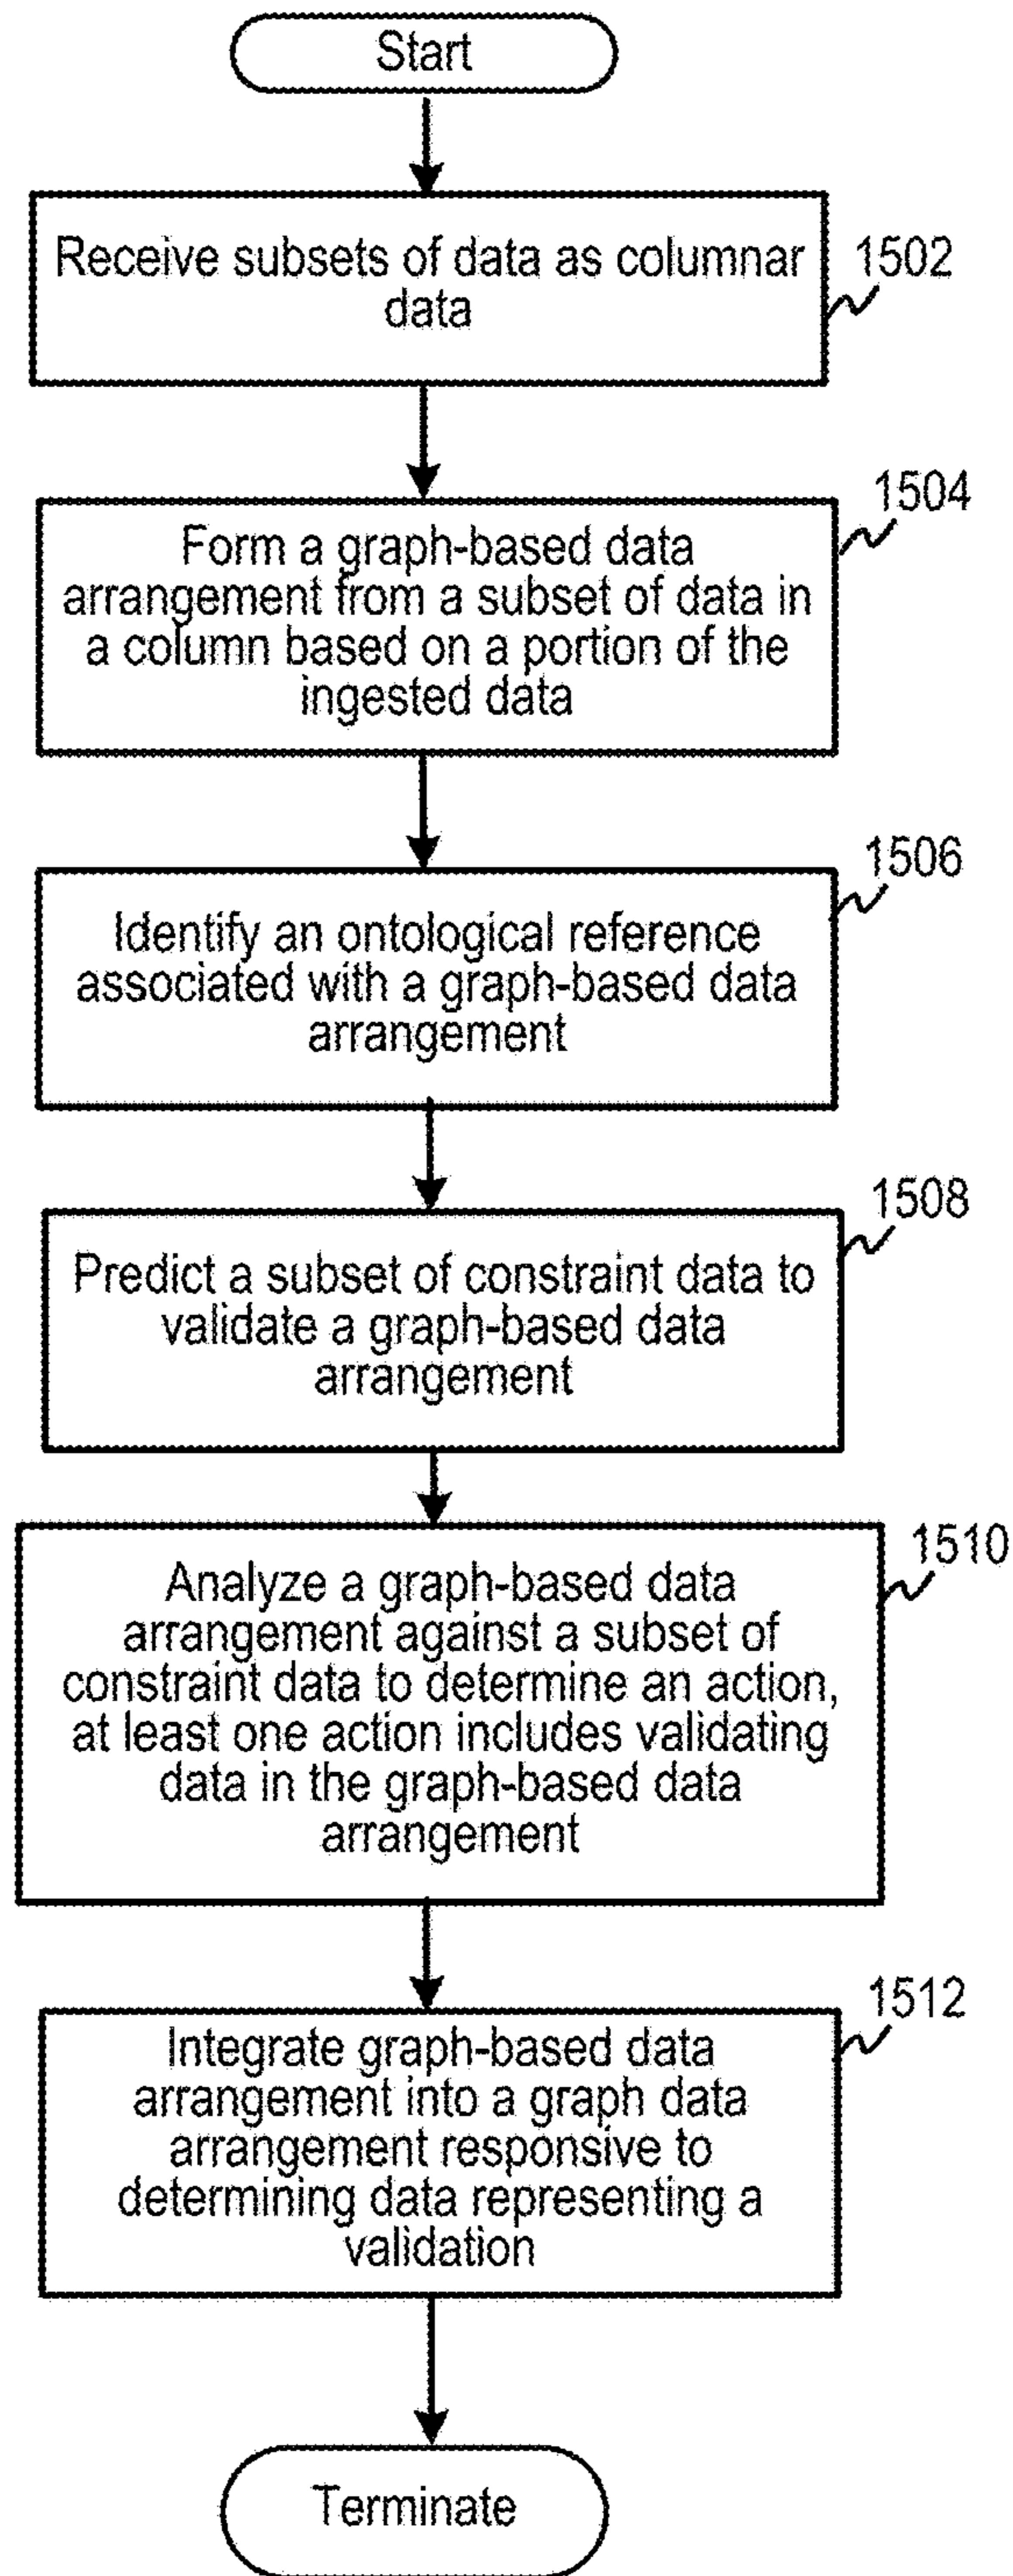 Start
Receive subsets of data as columnar
data
1502
Form a graph-based data
arrangement from a subset of data in
a column based on a portion of the
ingested data
1504
Identify an ontological reference
associated with a graph-based data
arrangement
1506
Predict a subset of constraint data to
validate a graph-based data
arrangement
1508
Analyze a graph-based data
arrangement against a subset of
constraint data to determine an action,
at least one action includes validating
data in the graph-based data
arrangement
1510
Integrate graph-based data
arrangement into a graph data
arrangement responsive to
determining data representing a
validation
1512
Terminate